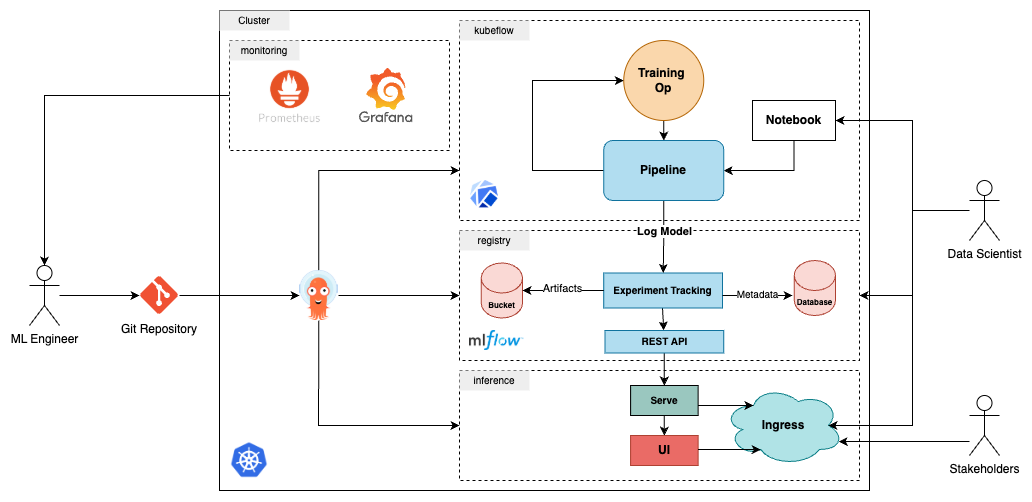 Cluster
monitoring
Prometheus
Grafana
kubeflow
Training
Op
Notebook
Pipeline
Log Model
registry
Artifacts
Experiment Tracking
Metadata
Bucket
Database
mlflow
REST API
inference
Serve
Ingress
UI
ML Engineer
Git Repository
Data Scientist
Stakeholders